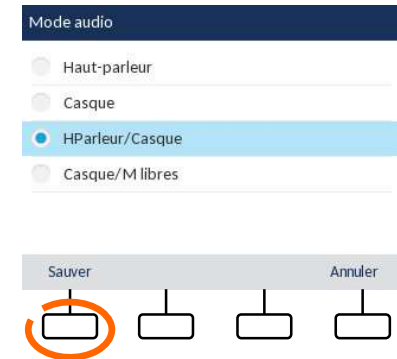 Mode audio
Haut-parleur
Casque
HParleur/Casque
Casque/M libres
Sauver Annuler